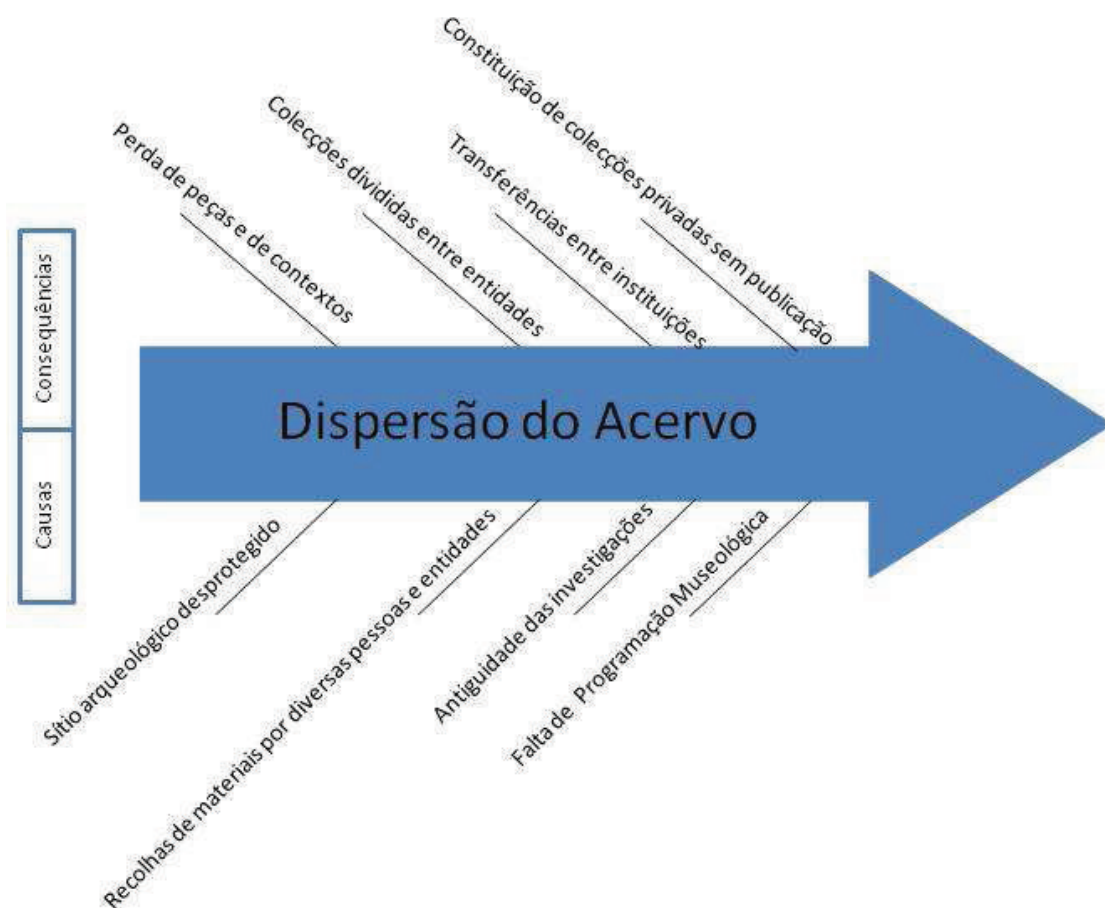 Constituição de colecções privadas sem publicação
Transferências entre instituições
Colecções divididas entre entidades
Perda de peças e de contextos
Consequências
Causas
Dispersão do Acervo
Sítio arqueológico desprotegido
Recolhas de materiais por diversas pessoas e entidades
Antiguidade das investigações
Falta de Programação Museológica